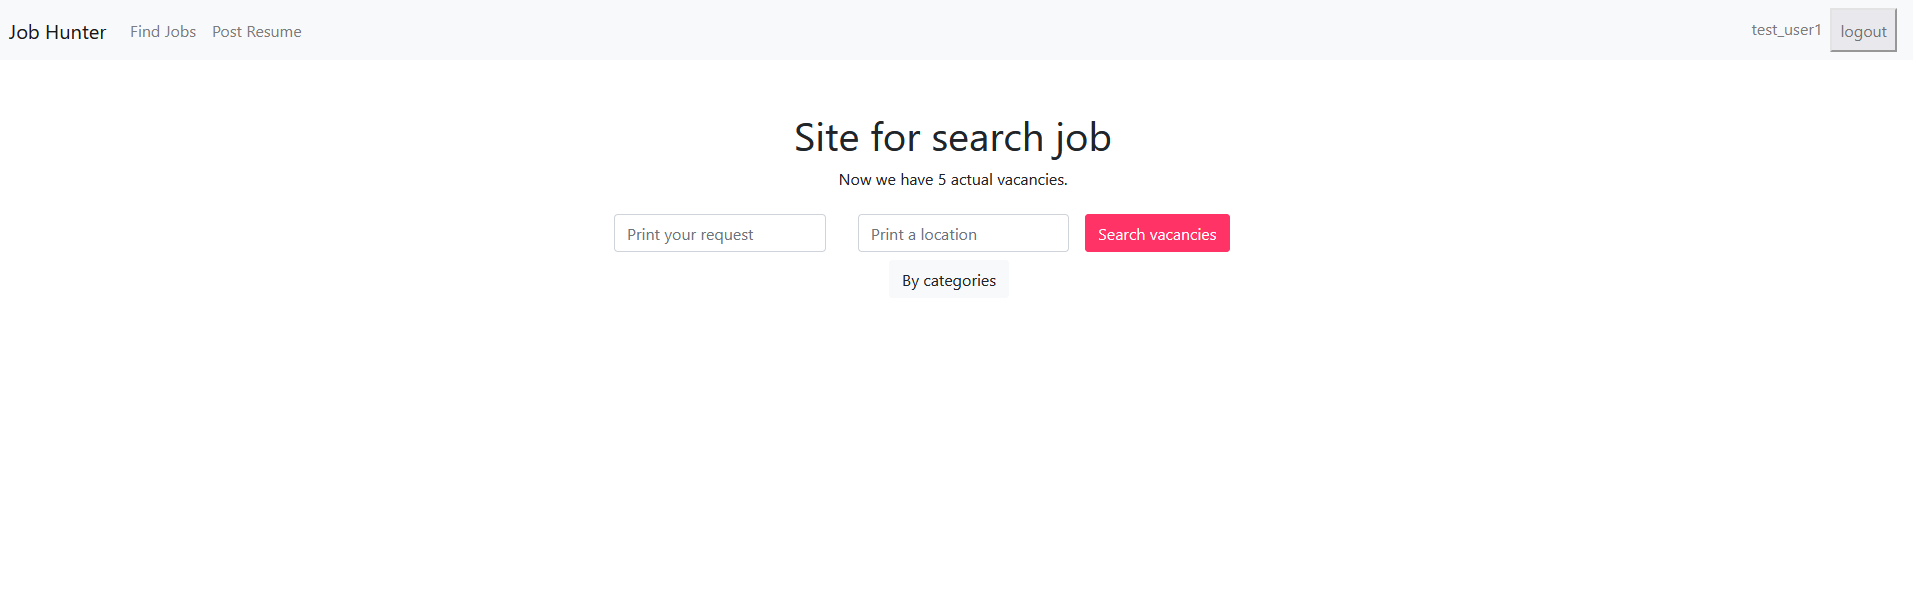 Job Hunter Find Jobs Post Resume test_user1 logout
Site for search job
Now we have 5 actual vacancies.
Print your request Print a location Search vacancies
By categories